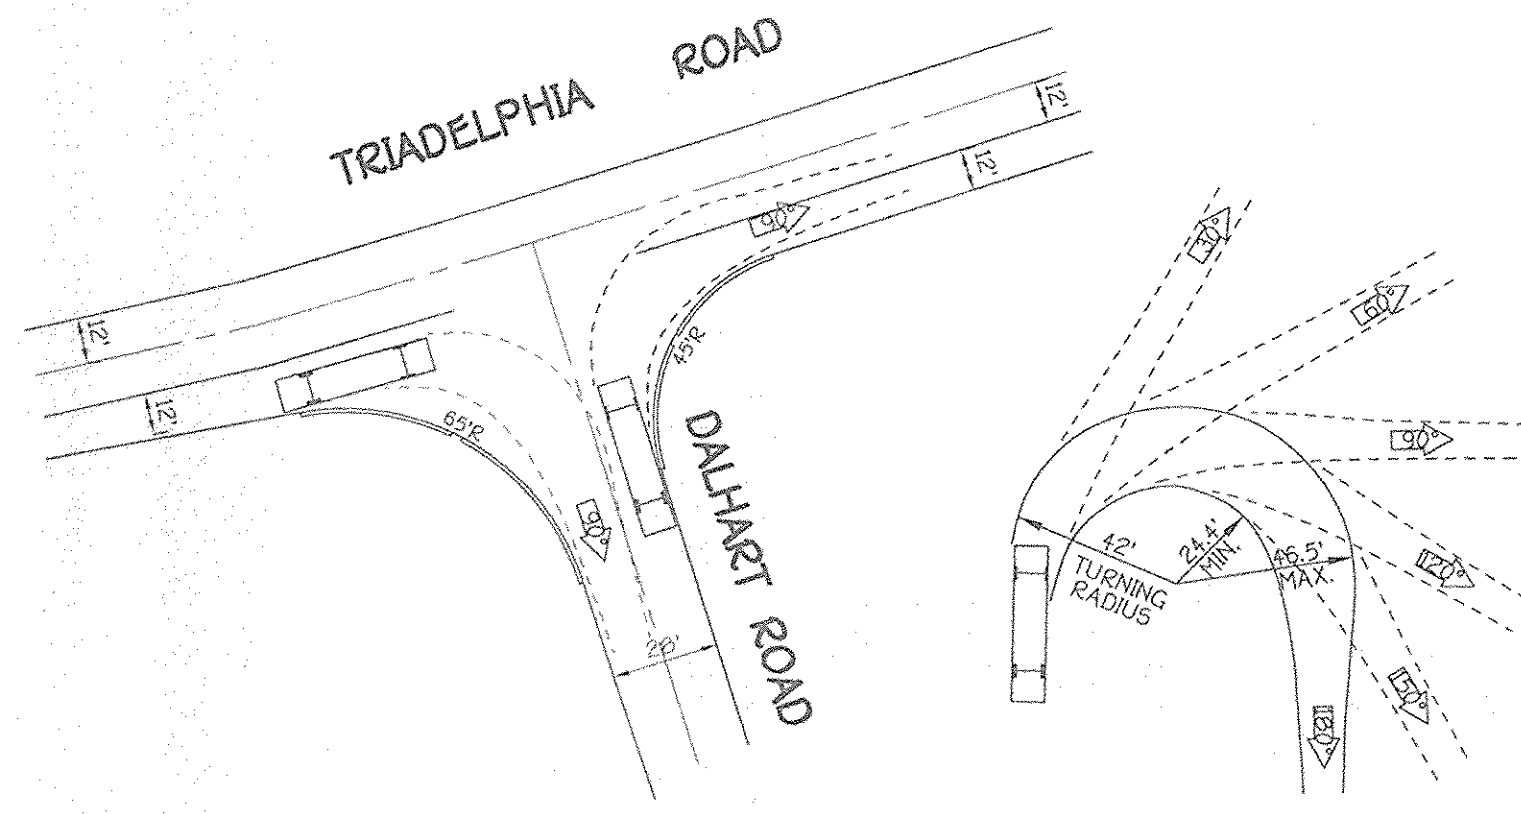 TRIADELPHIA ROAD
12'
12'
12'
12'
90°
45'R
65'R
90°
DALHART ROAD
28'
30°
60°
90°
120°
150°
180°
42'
TURNING
RADIUS
24.4'
MIN.
46.5'
MAX.